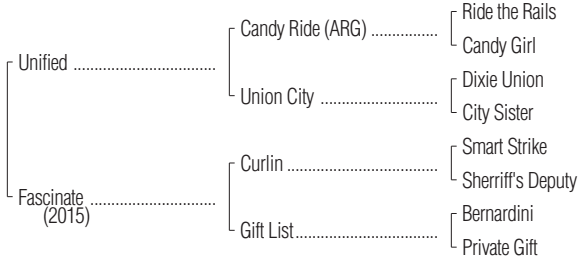 Ride the Rails
Candy Ride (ARG) ..................
Candy Girl
Unified ......................................
Dixie Union
Union City ................................
City Sister
Smart Strike
Curlin .........................................
Sherriff's Deputy
Fascinate ..................................
(2015)
Bernardini
Gift List.......................................
Private Gift